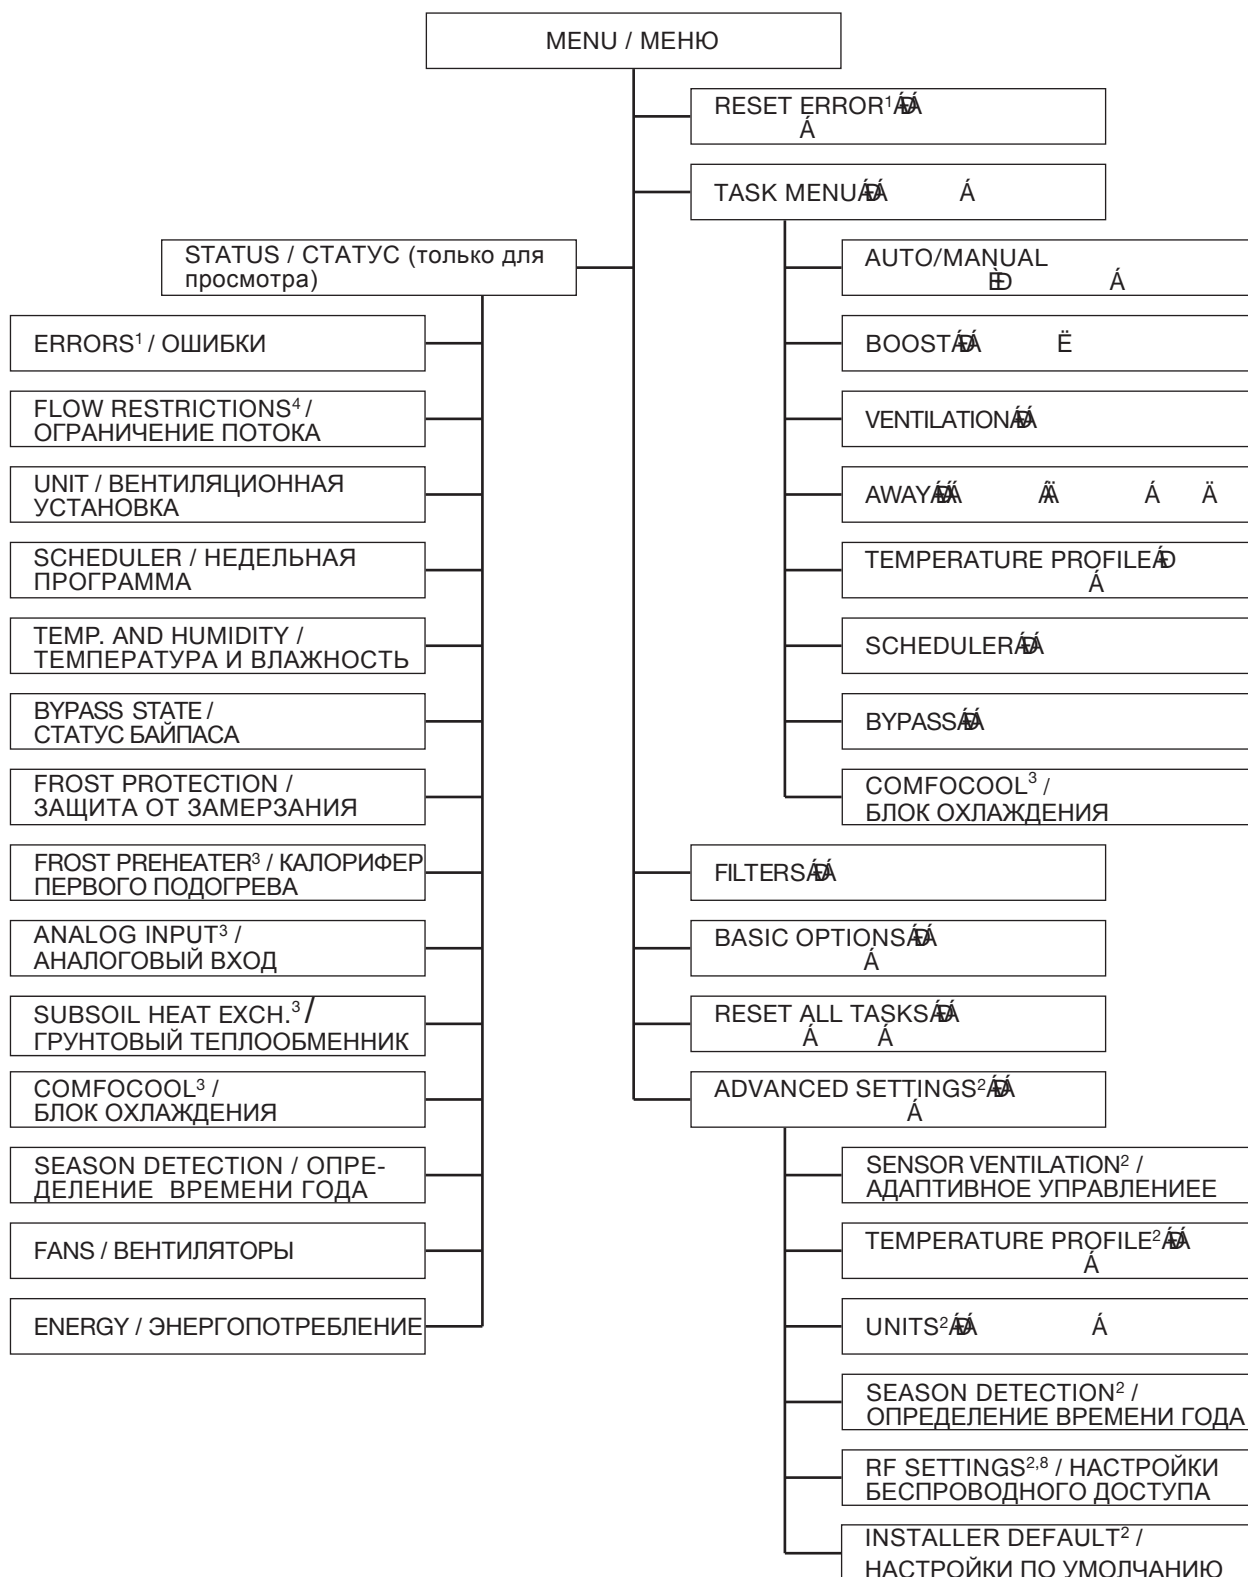 MENU / МЕНЮ
RESET ERROR¹
TASK MENU
STATUS / СТАТУС (только для
просмотра)
AUTO/MANUAL
ERRORS¹ / ОШИБКИ
BOOST
FLOW RESTRICTIONS⁴ /
ОГРАНИЧЕНИЕ ПОТОКА
VENTILATION
UNIT / ВЕНТИЛЯЦИОННАЯ
УСТАНОВКА
AWAY
SCHEDULER / НЕДЕЛЬНАЯ
ПРОГРАММА
TEMPERATURE PROFILE
TEMP. AND HUMIDITY /
ТЕМПЕРАТУРА И ВЛАЖНОСТЬ
SCHEDULER
BYPASS STATE /
СТАТУС БАЙПАСА
BYPASS
FROST PROTECTION /
ЗАЩИТА ОТ ЗАМЕРЗАНИЯ
COMFOCOOL³ /
БЛОК ОХЛАЖДЕНИЯ
FROST PREHEATER³ / КАЛОРИФЕР
ПЕРВОГО ПОДОГРЕВА
FILTERS
ANALOG INPUT³ /
АНАЛОГОВЫЙ ВХОД
BASIC OPTIONS
SUBSOIL HEAT EXCH.³ /
ГРУНТОВЫЙ ТЕПЛООБМЕННИК
RESET ALL TASKS
COMFOCOOL³ /
БЛОК ОХЛАЖДЕНИЯ
ADVANCED SETTINGS²
SEASON DETECTION / ОПРЕ-
ДЕЛЕНИЕ ВРЕМЕНИ ГОДА
SENSOR VENTILATION² /
АДАПТИВНОЕ УПРАВЛЕНИЕЕ
FANS / ВЕНТИЛЯТОРЫ
TEMPERATURE PROFILE²
ENERGY / ЭНЕРГОПОТРЕБЛЕНИЕ
UNITS²
SEASON DETECTION² /
ОПРЕДЕЛЕНИЕ ВРЕМЕНИ ГОДА
RF SETTINGS²,⁸ / НАСТРОЙКИ
БЕСПРОВОДНОГО ДОСТУПА
INSTALLER DEFAULT² /
НАСТРОЙКИ ПО УМОЛЧАНИЮ